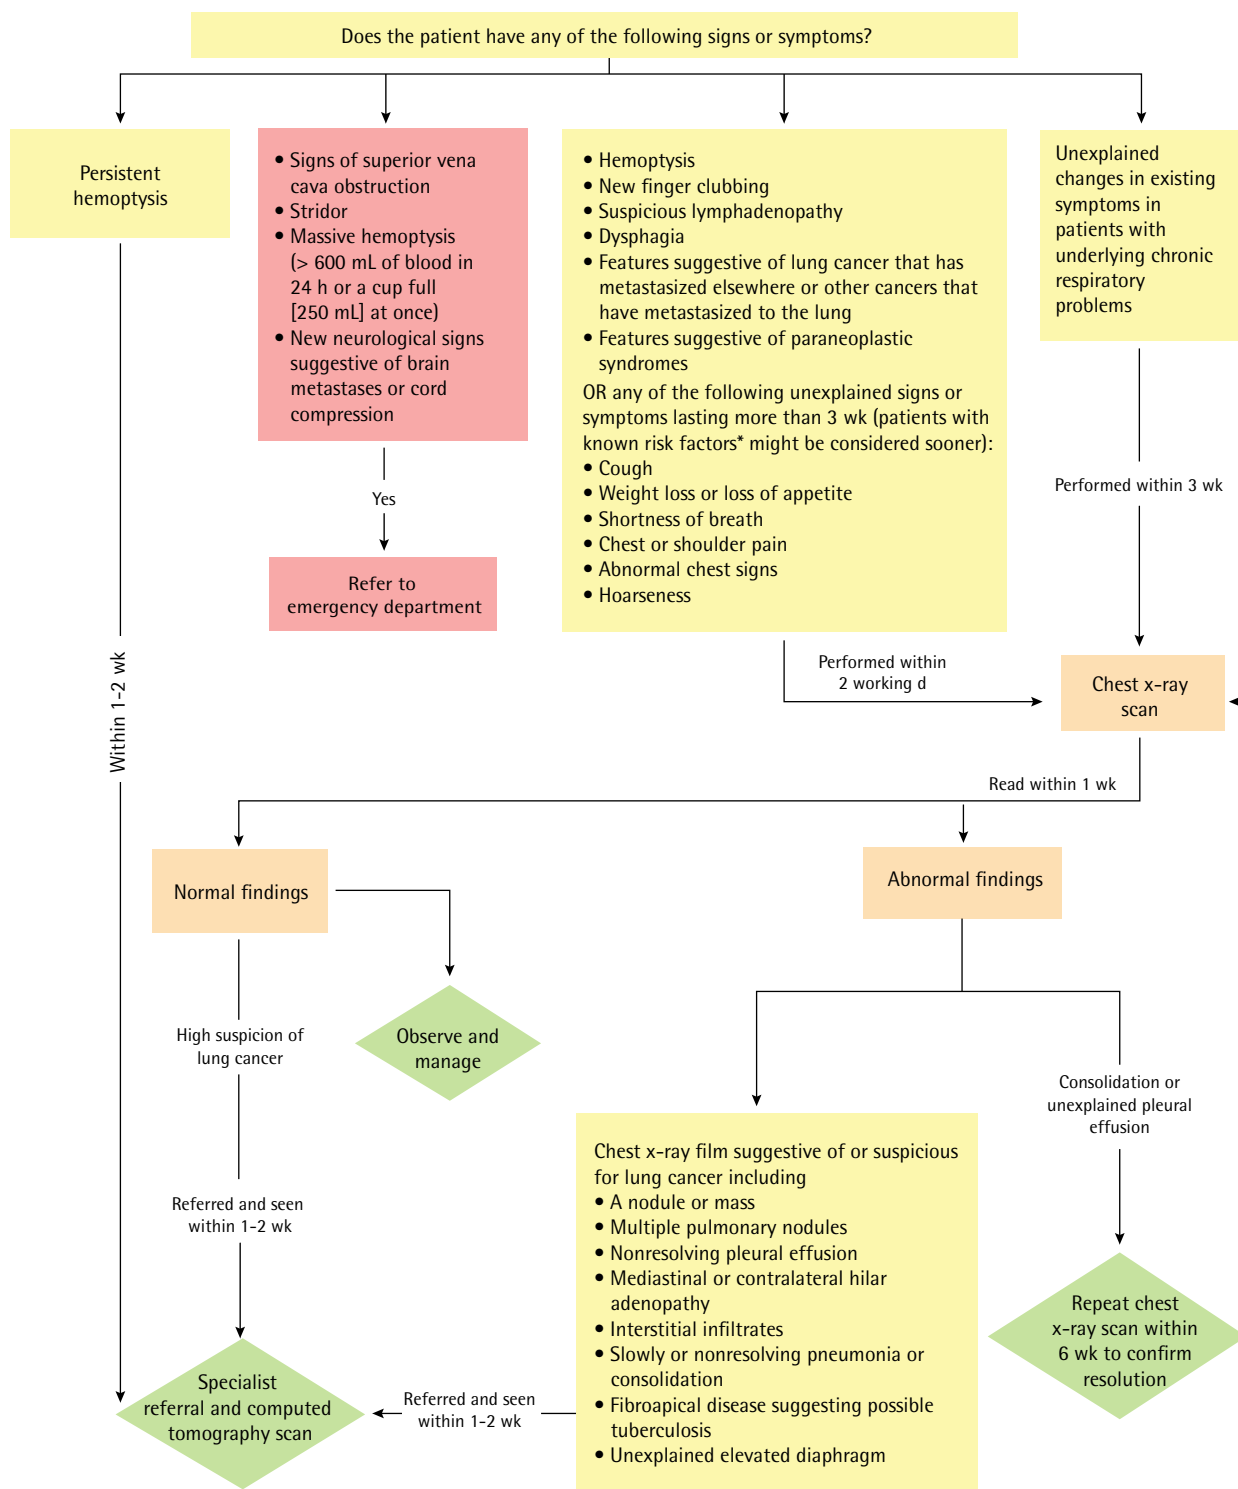 Does the patient have any of the following signs or symptoms?
Persistent
hemoptysis
• Signs of superior vena
cava obstruction
• Stridor
• Massive hemoptysis
(> 600 mL of blood in
24 h or a cup full
[250 mL] at once)
• New neurological signs
suggestive of brain
metastases or cord
compression
• Hemoptysis
• New finger clubbing
• Suspicious lymphadenopathy
• Dysphagia
• Features suggestive of lung cancer that has
metastasized elsewhere or other cancers that
have metastasized to the lung
• Features suggestive of paraneoplastic
syndromes
OR any of the following unexplained signs or
symptoms lasting more than 3 wk (patients with
known risk factors* might be considered sooner):
• Cough
• Weight loss or loss of appetite
• Shortness of breath
• Chest or shoulder pain
• Abnormal chest signs
• Hoarseness
Unexplained
changes in existing
symptoms in
patients with
underlying chronic
respiratory
problems
Yes
Refer to
emergency department
Performed within 3 wk
Performed within
2 working d
Chest x-ray
scan
Within 1-2 wk
Read within 1 wk
Normal findings
Abnormal findings
High suspicion of
lung cancer
Observe and
manage
Consolidation or
unexplained pleural
effusion
Chest x-ray film suggestive of or suspicious
for lung cancer including
• A nodule or mass
• Multiple pulmonary nodules
• Nonresolving pleural effusion
• Mediastinal or contralateral hilar
adenopathy
• Interstitial infiltrates
• Slowly or nonresolving pneumonia or
consolidation
• Fibroapical disease suggesting possible
tuberculosis
• Unexplained elevated diaphragm
Referred and seen
within 1-2 wk
Repeat chest
x-ray scan within
6 wk to confirm
resolution
Specialist
referral and computed
tomography scan
Referred and seen
within 1-2 wk